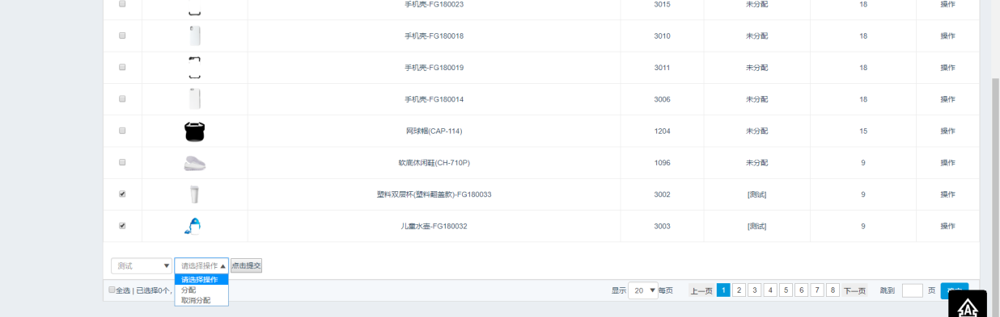 手机壳-FG180023 3015 未分配 18 操作
手机壳-FG180018 3010 未分配 18 操作
手机壳-FG180019 3011 未分配 18 操作
手机壳-FG180014 3006 未分配 18 操作
网球帽(CAP-114) 1204 未分配 15 操作
软底休闲鞋(CH-710P) 1096 未分配 9 操作
塑料双层杯(塑料翻盖款)-FG180033 3002 [测试] 9 操作
儿童水壶-FG180032 3003 [测试] 9 操作
测试 请选择操作 点击提交
请选择操作
分配
取消分配
全选 | 已选择0个, 显示 20 每页 上一页 1 2 3 4 5 6 7 8 下一页 跳到 页